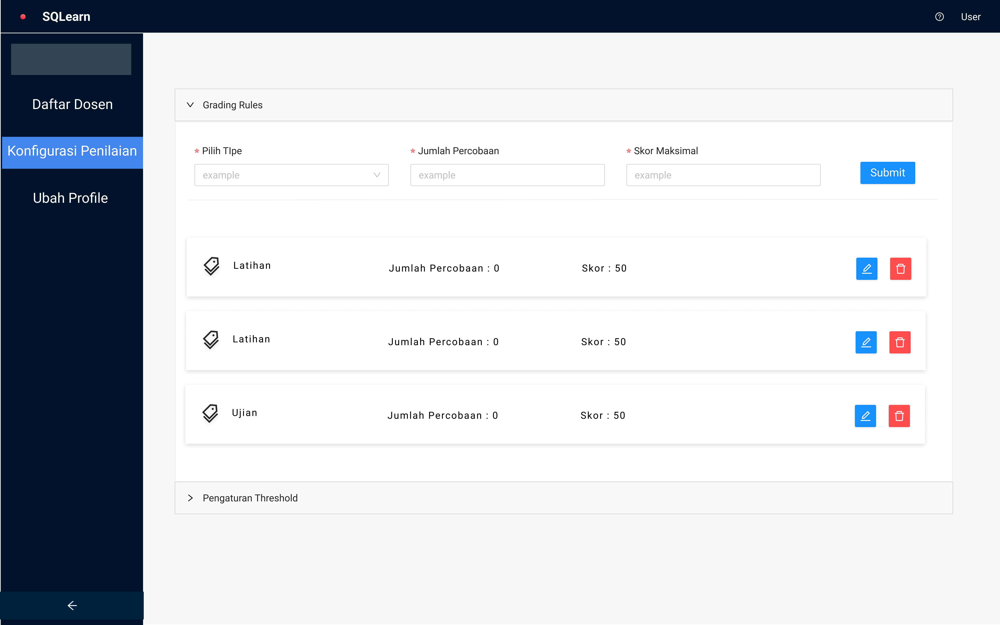 SQLearn
User
Daftar Dosen
Konfigurasi Penilaian
Ubah Profile
Grading Rules
* Pilih TIpe
* Jumlah Percobaan
* Skor Maksimal
example
example
example
Submit
Latihan
Jumlah Percobaan : 0
Skor : 50
Latihan
Jumlah Percobaan : 0
Skor : 50
Ujian
Jumlah Percobaan : 0
Skor : 50
Pengaturan Threshold